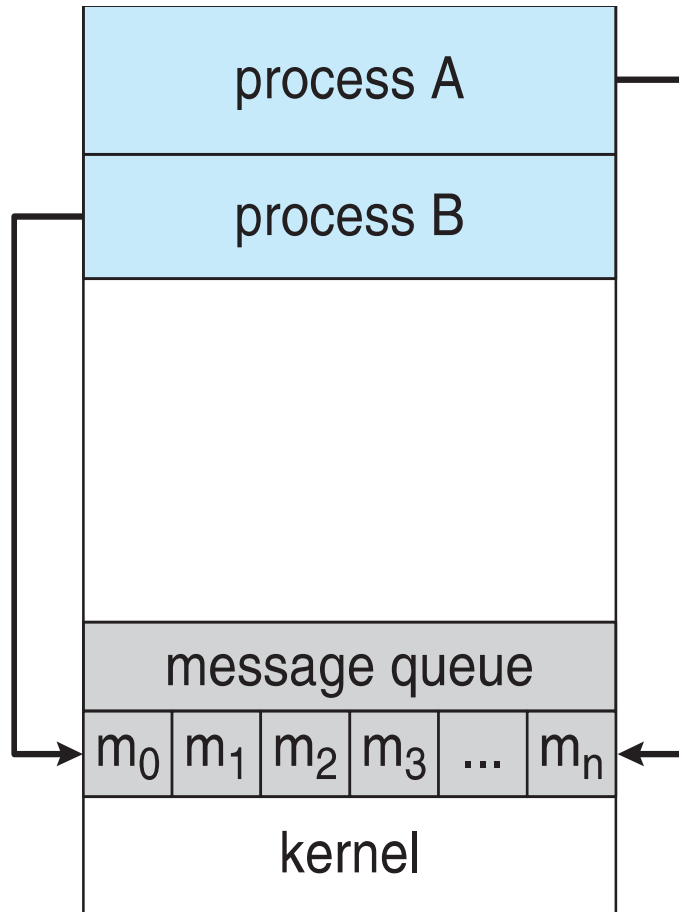 process A
process B
message queue
m₀ m₁ m₂ m₃ ... mₙ
kernel